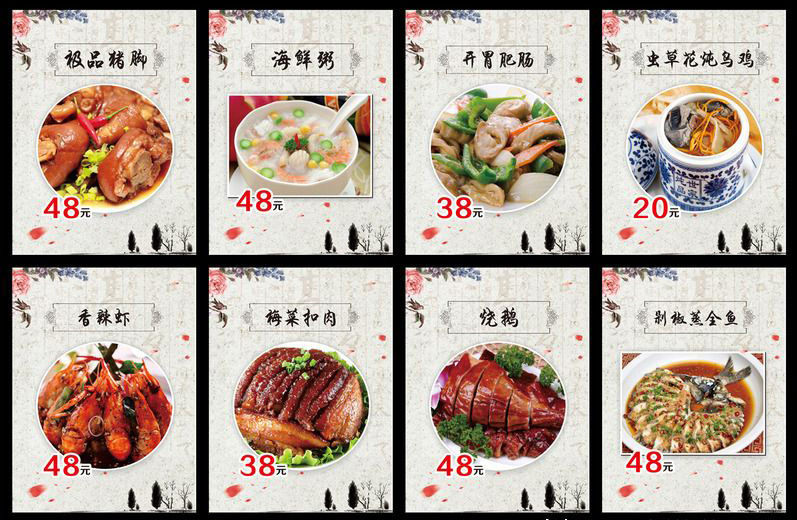 极品猪脚
48元
海鲜粥
48元
开胃肥肠
38元
虫草花炖乌鸡
20元
香辣虾
48元
梅菜扣肉
38元
烧鹅
48元
剁椒蒸全鱼
48元